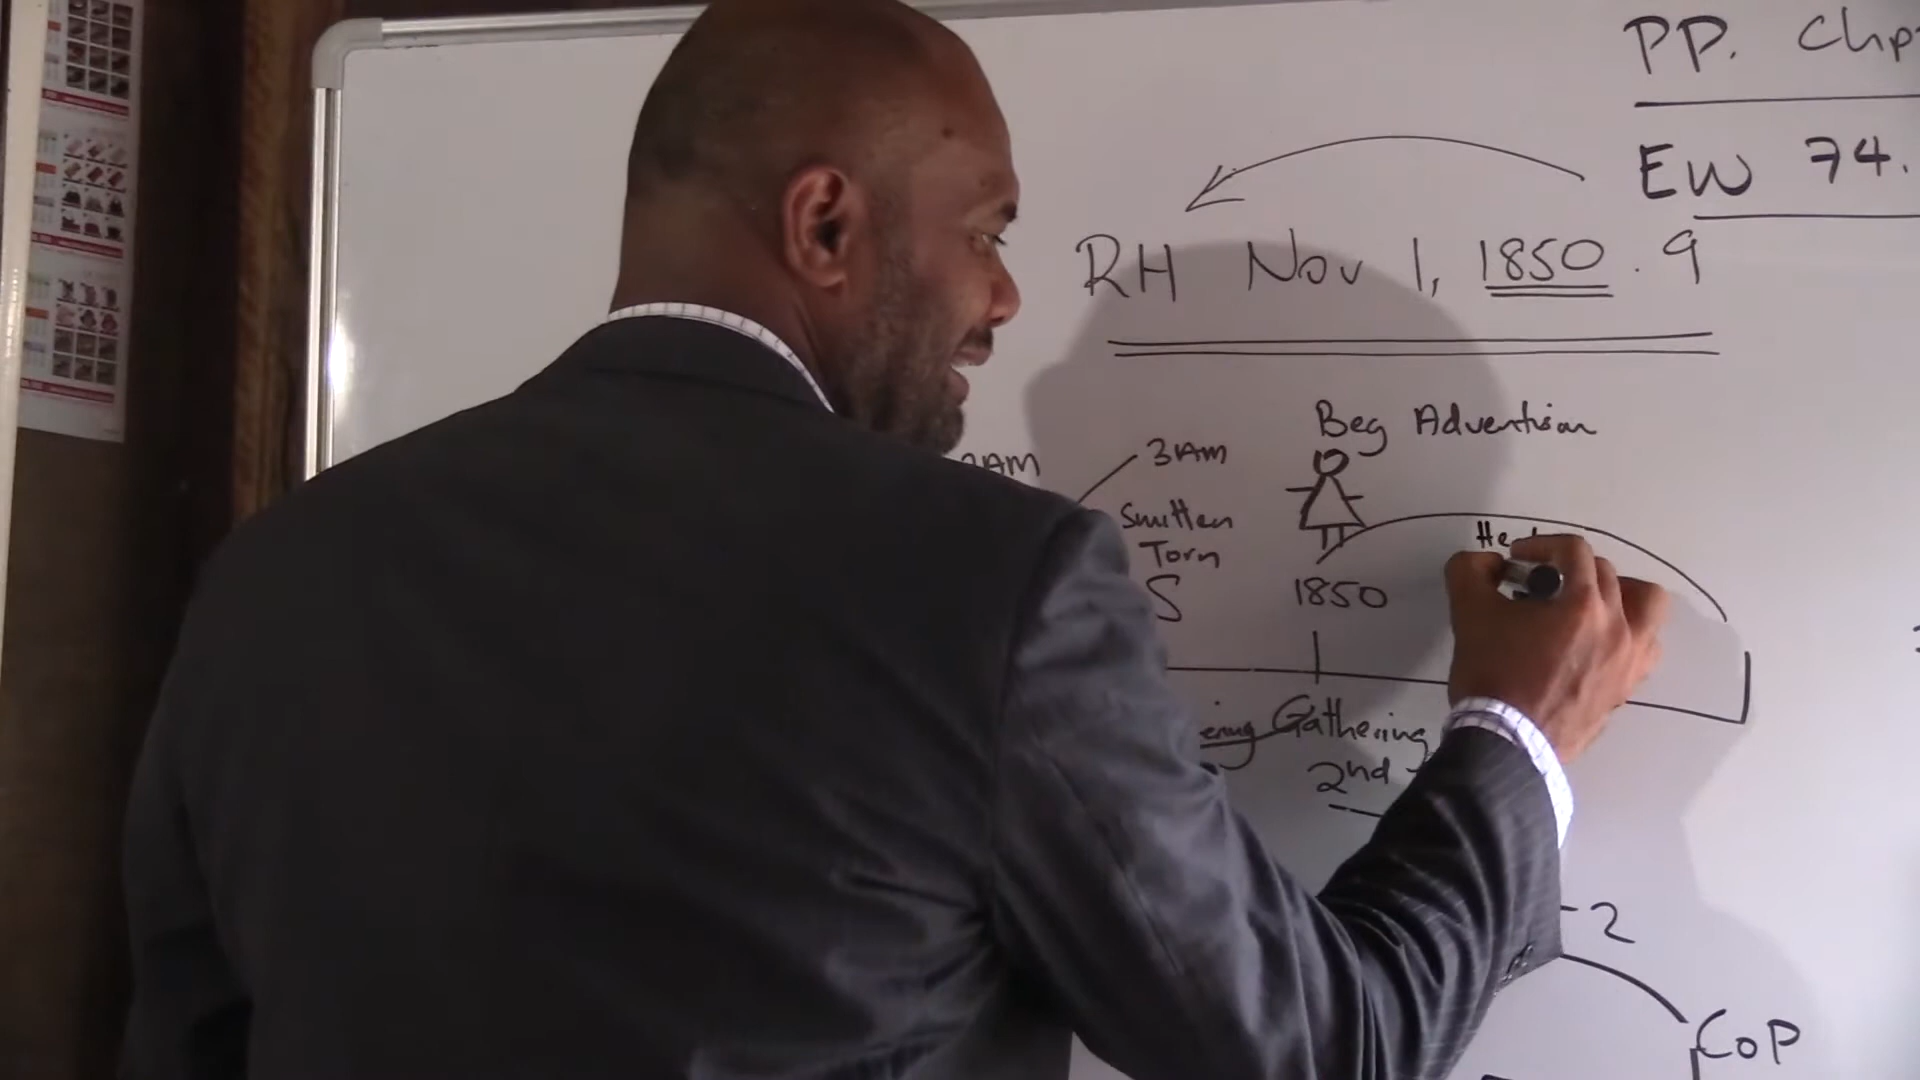 PP. Chp
EW 74.
RH Nov 1, 1850 . 9
Beg Adventism
3AM
Smitten
Torn
S
1850
Gathering
2nd
-2
CoP